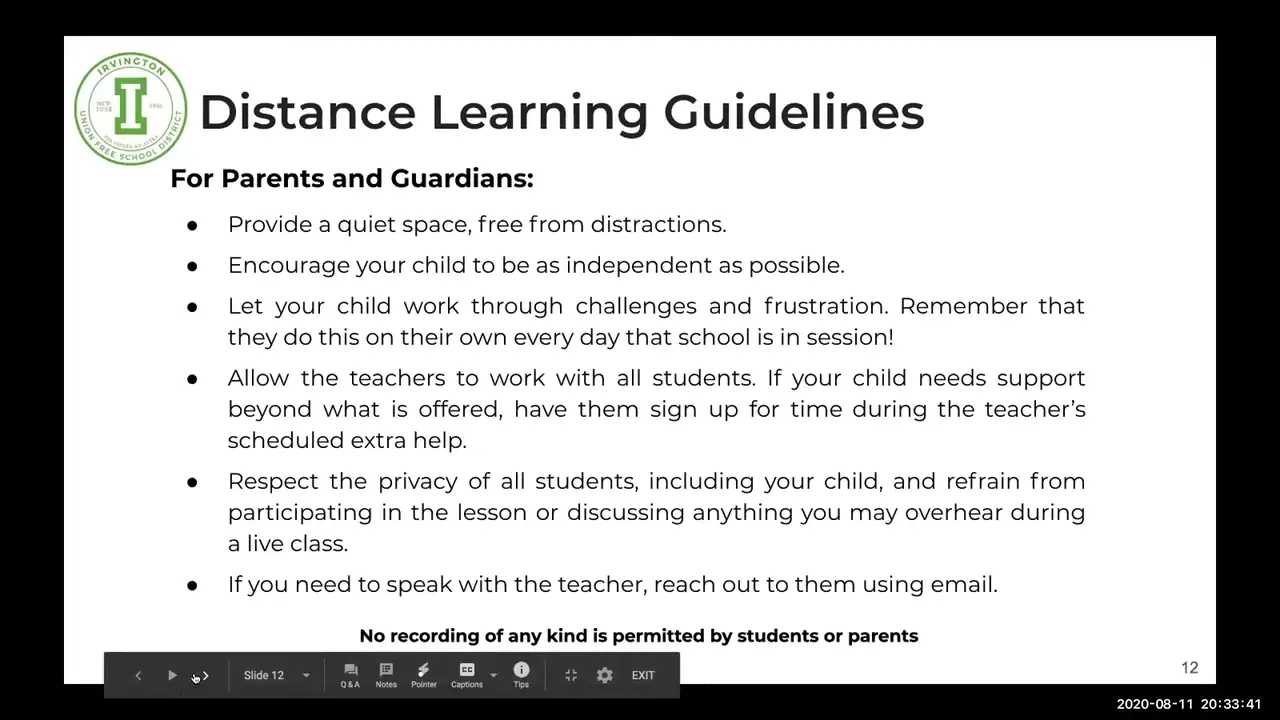 IRVINGTON
NEW YORK
1956
UNION FREE SCHOOL DISTRICT
Distance Learning Guidelines
For Parents and Guardians:
● Provide a quiet space, free from distractions.
● Encourage your child to be as independent as possible.
● Let your child work through challenges and frustration. Remember that
they do this on their own every day that school is in session!
● Allow the teachers to work with all students. If your child needs support
beyond what is offered, have them sign up for time during the teacher’s
scheduled extra help.
● Respect the privacy of all students, including your child, and refrain from
participating in the lesson or discussing anything you may overhear during
a live class.
● If you need to speak with the teacher, reach out to them using email.
No recording of any kind is permitted by students or parents
Slide 12
Q & A
Notes
Pointer
CC
Captions
Tips
EXIT
12
2020-08-11 20:33:41